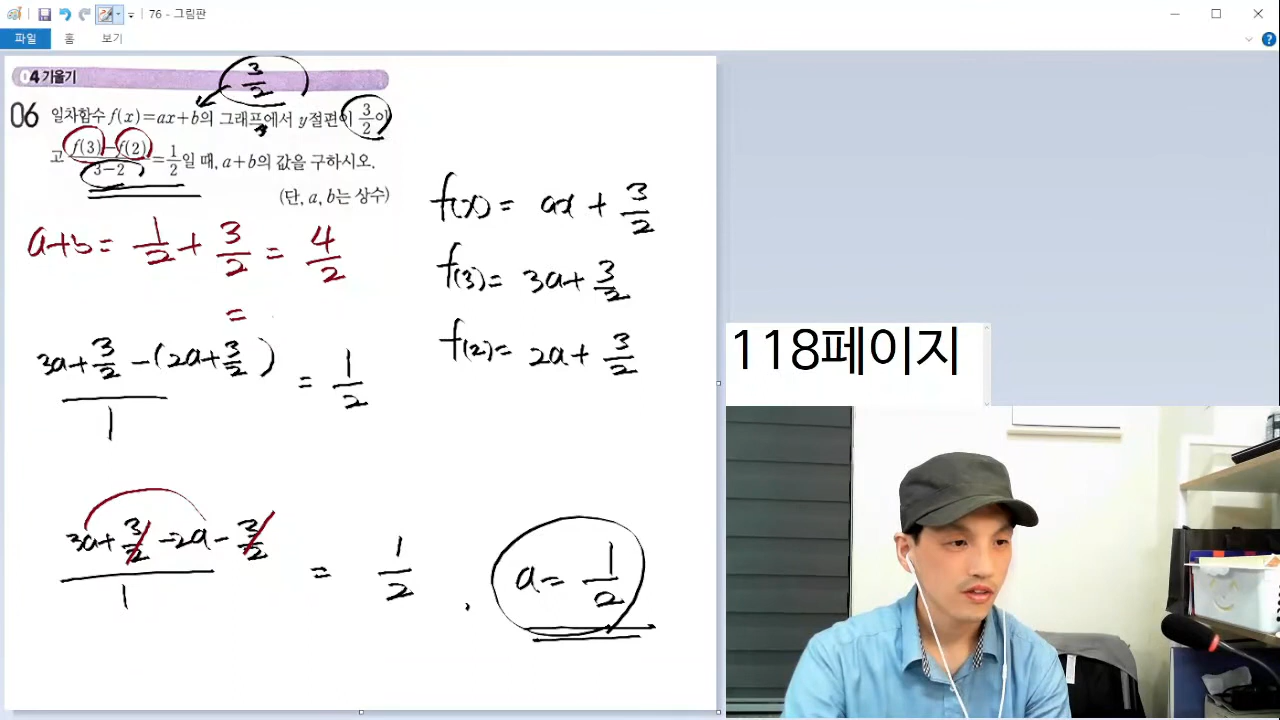 76 - 그림판
파일 홈 보기
04 기울기
3/2
06 일차함수 f(x)=ax+b의 그래프에서 y절편이 3/2이
고 f(3)-f(2)/3-2=1/2일 때, a+b의 값을 구하시오.
(단, a, b는 상수)
a+b= 1/2 + 3/2 = 4/2
=
3a+3/2-(2a+3/2)/1 = 1/2
3a+3/2-2a-3/2/1 = 1/2 , a= 1/2
f(x)= ax+3/2
f(3)= 3a+3/2
f(2)= 2a+3/2
118페이지